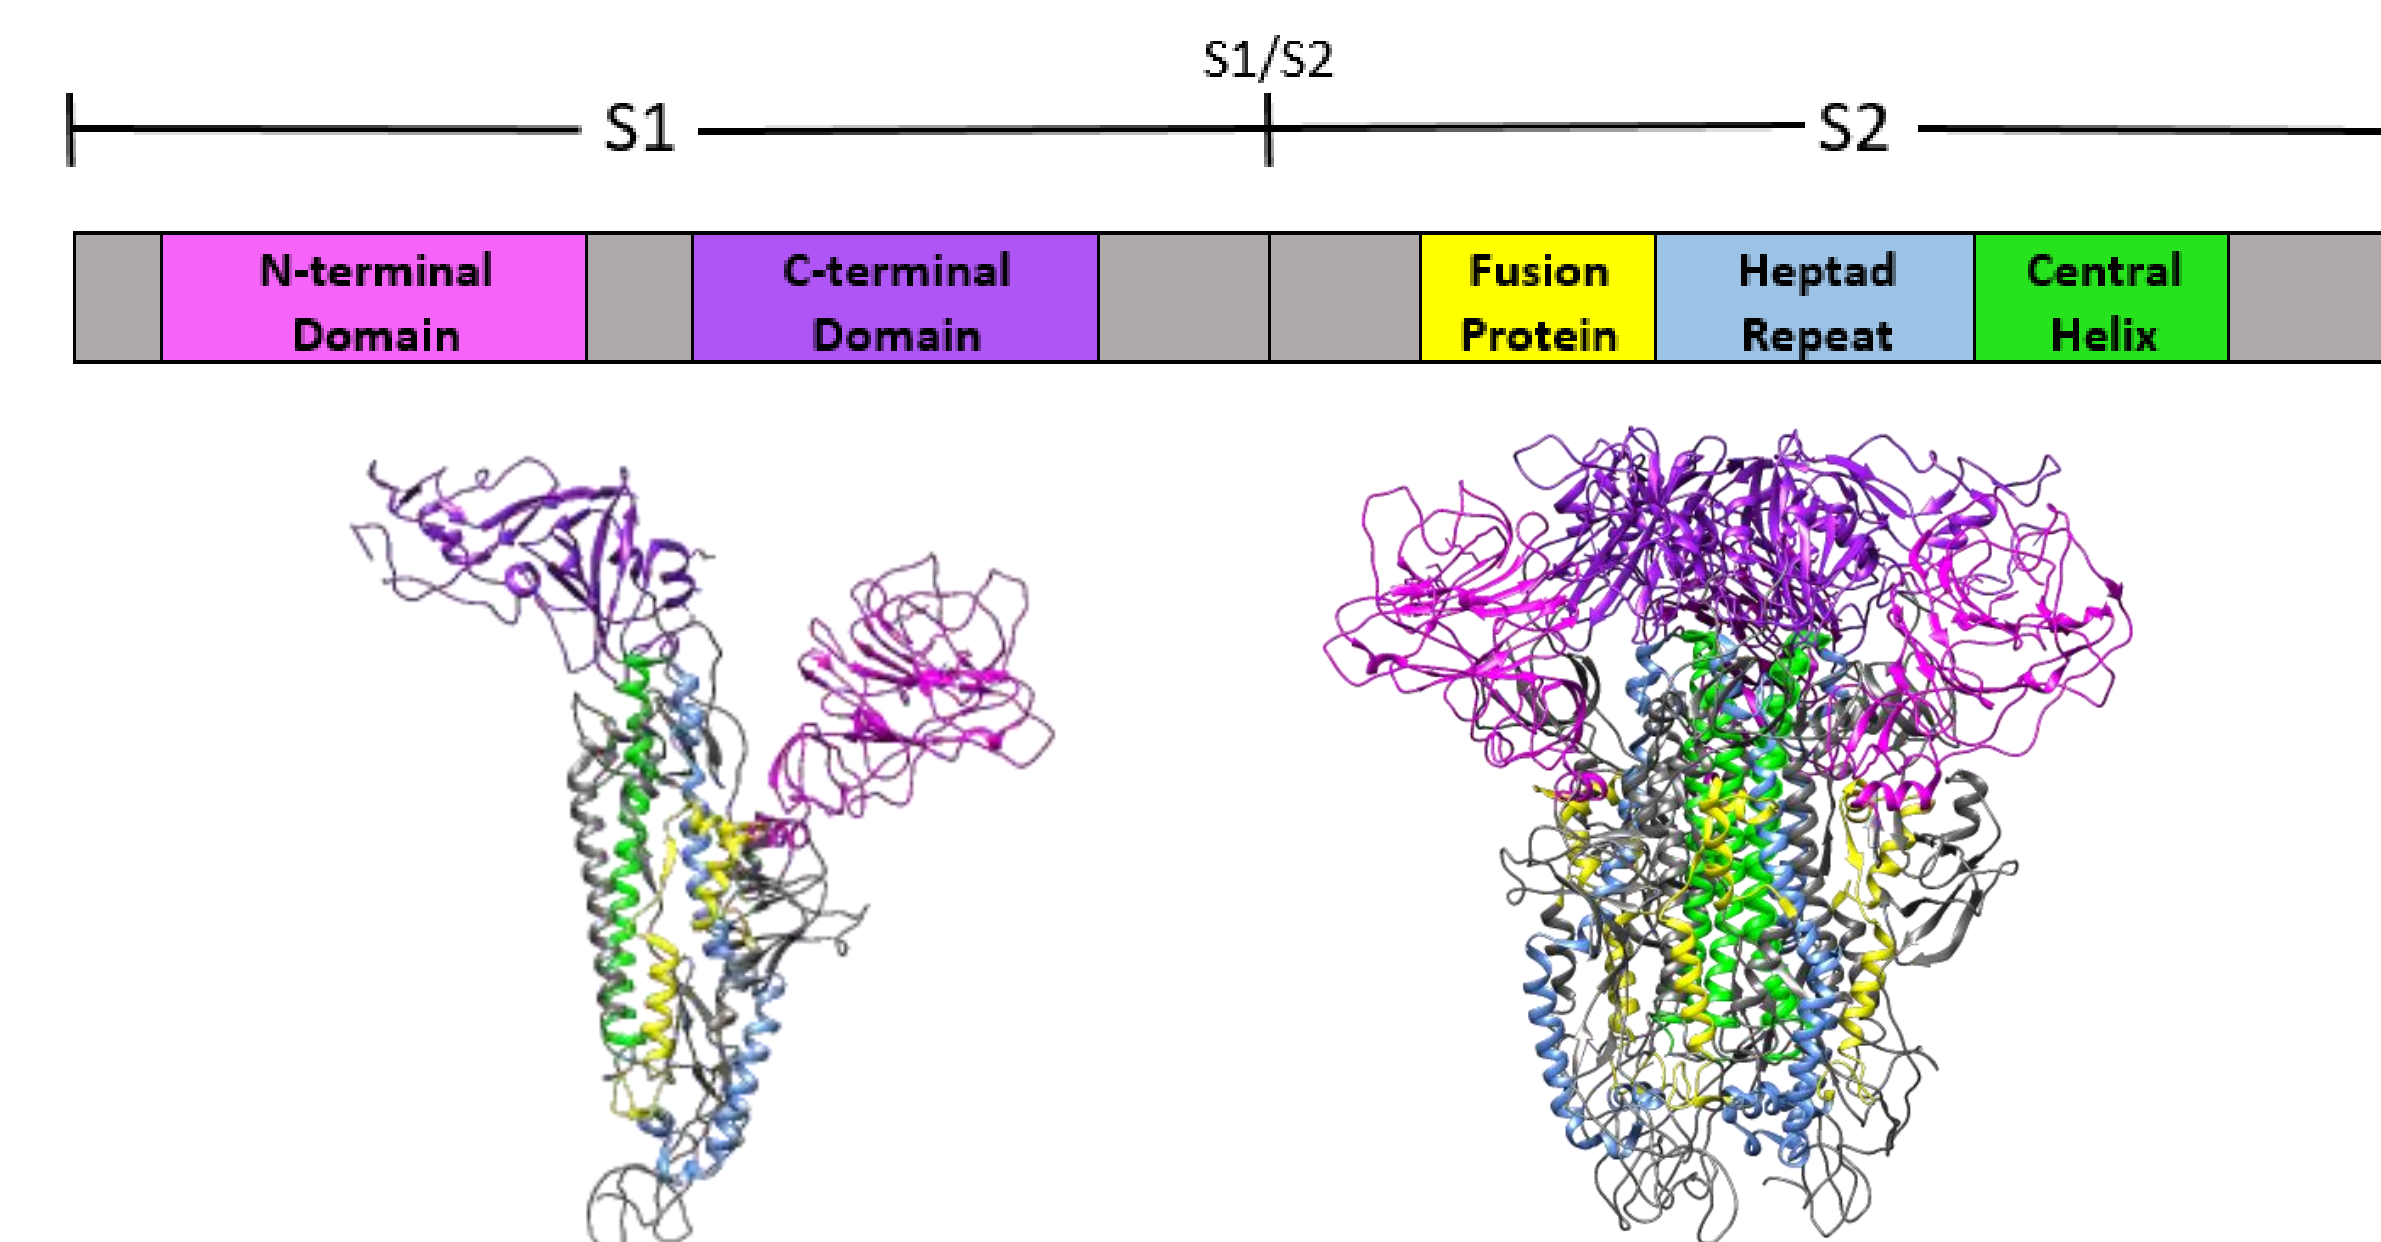 S1/S2
S1
S2
N-terminal
Domain
C-terminal
Domain
Fusion
Protein
Heptad
Repeat
Central
Helix